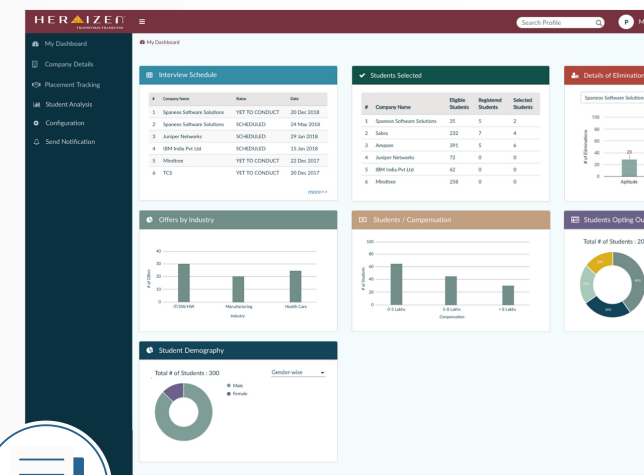 HERAIZEN
TRANSFORM. TRANSCEND
Search Profile
P M
My Dashboard
Company Details
Placement Tracking
Student Analysis
Configuration
Send Notification
My Dashboard
Interview Schedule
# Company Name Status Date
1 Spaneos Software Solutions YET TO CONDUCT 20 Dec 2018
2 Spaneos Software Solutions SCHEDULED 24 May 2018
3 Juniper Networks SCHEDULED 29 Jan 2018
4 IBM India Pvt Ltd SCHEDULED 15 Jan 2018
5 Mindtree YET TO CONDUCT 22 Dec 2017
6 TCS YET TO CONDUCT 20 Dec 2017
more>>
Students Selected
# Company Name Eligible Students Registered Students Selected Students
1 Spaneos Software Solutions 35 5 2
2 Sabra 232 7 4
3 Amazon 391 5 6
4 Juniper Networks 72 0 0
5 IBM India Pvt Ltd 62 0 0
6 Mindtree 258 0 0
Details of Elimination
Spaneos Software Solution
# of Eliminations
100
80
60
40
20
0
29
Aptitude
Offers by Industry
# of Offers
40
30
20
10
0
IT/SW/HW Manufacturing Health Care
Industry
Students / Compensation
# of Students
100
80
60
40
20
0
0-5 Lakhs 5-8 Lakhs > 8 Lakhs
Compensation
Students Opting Ou
Total # of Students : 20
Student Demography
Total # of Students : 300
Gender-wise
Male
Female